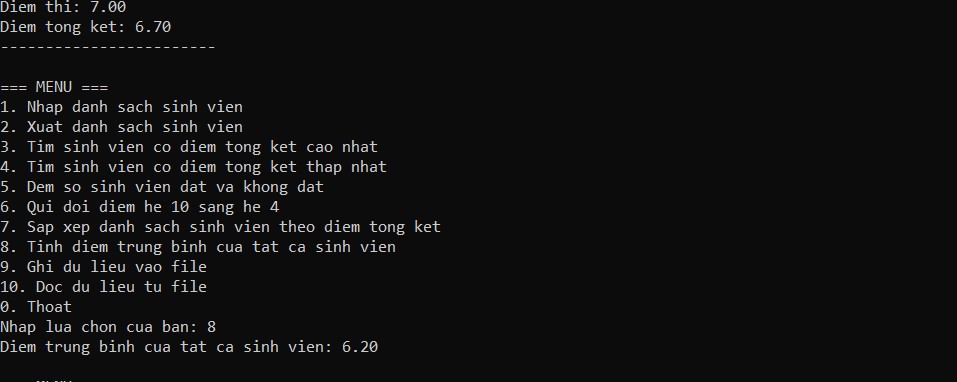 Diem thi: 7.00
Diem tong ket: 6.70
------------------------
=== MENU ===
1. Nhap danh sach sinh vien
2. Xuat danh sach sinh vien
3. Tim sinh vien co diem tong ket cao nhat
4. Tim sinh vien co diem tong ket thap nhat
5. Dem so sinh vien dat va khong dat
6. Qui doi diem he 10 sang he 4
7. Sap xep danh sach sinh vien theo diem tong ket
8. Tinh diem trung binh cua tat ca sinh vien
9. Ghi du lieu vao file
10. Doc du lieu tu file
0. Thoat
Nhap lua chon cua ban: 8
Diem trung binh cua tat ca sinh vien: 6.20